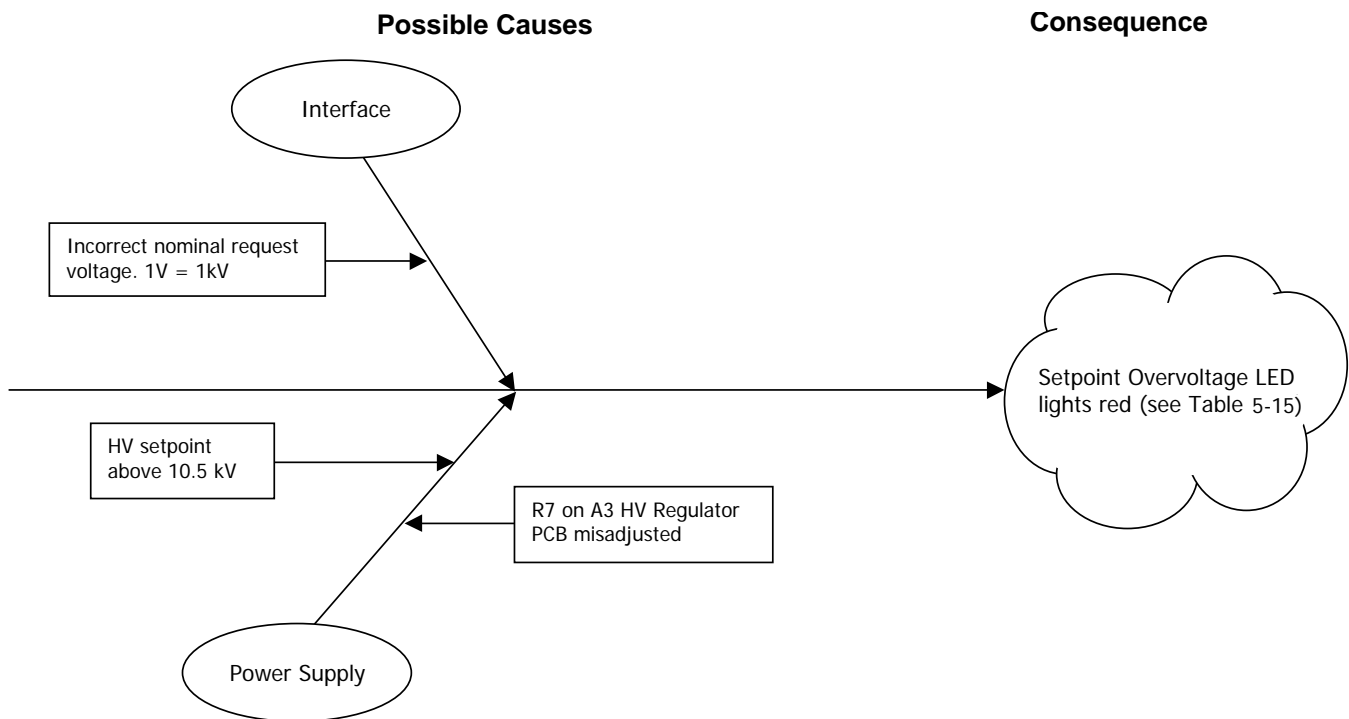 Possible Causes
Consequence
Interface
Incorrect nominal request
voltage. 1V = 1kV
Setpoint Overvoltage LED
lights red (see Table 5-15)
HV setpoint
above 10.5 kV
R7 on A3 HV Regulator
PCB misadjusted
Power Supply